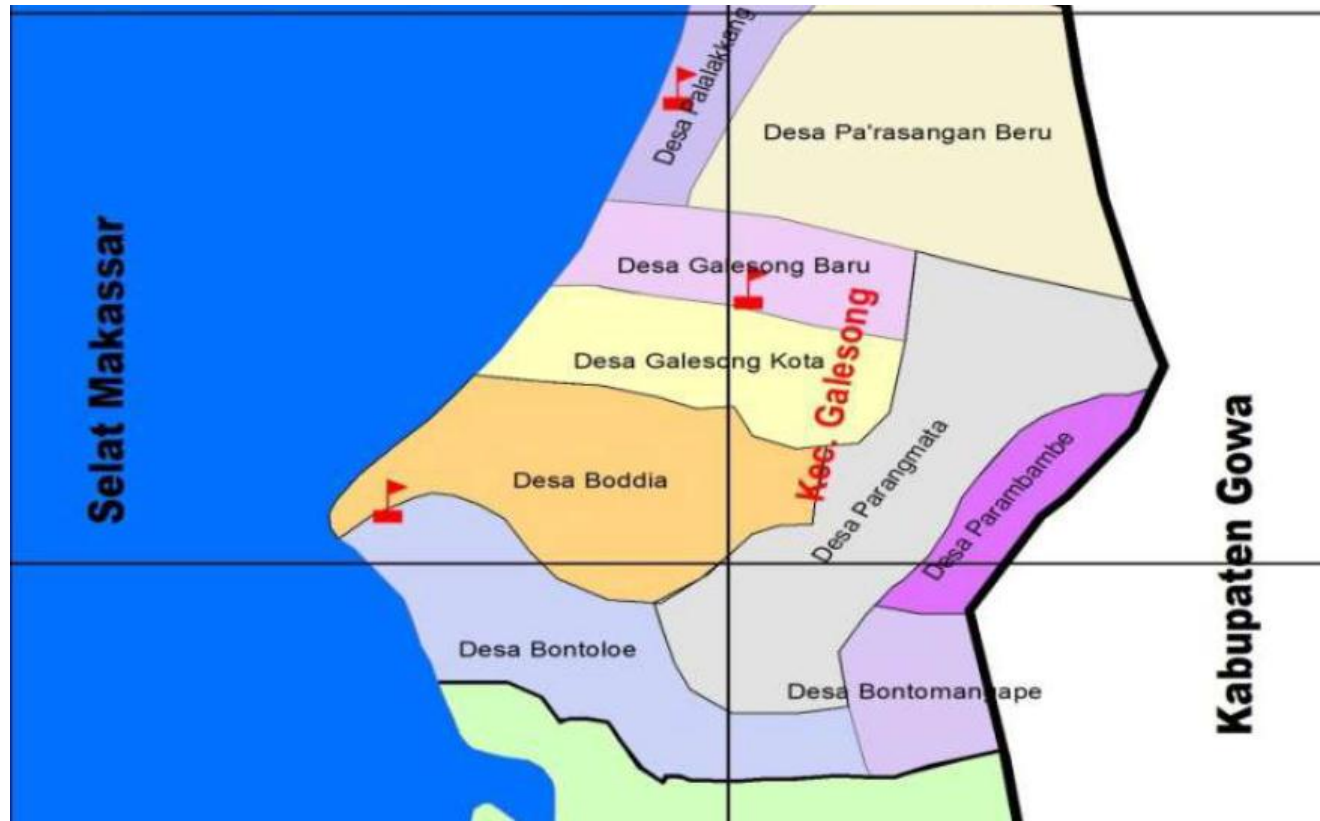 Desa Palalakkang
Desa Pa'rasangan Beru
Desa Galesong Baru
Selat Makassar
Desa Galesong Kota
Kec. Galesong
Desa Boddia
Desa Parangmata
Desa Parambambe
Kabupaten Gowa
Desa Bontoloe
Desa Bontomangape